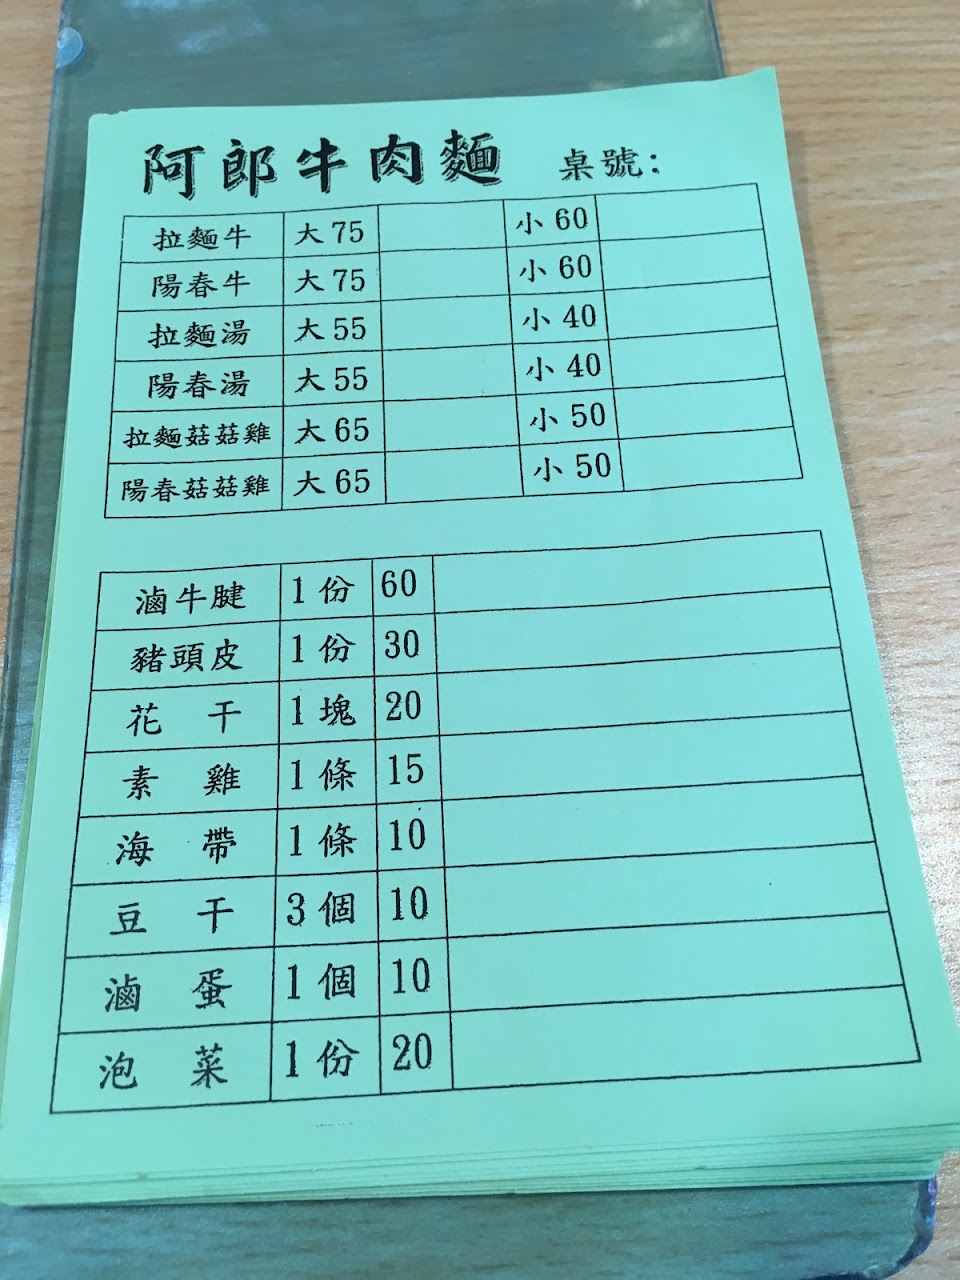 阿郎牛肉麵 桌號:
拉麵牛 大75 小60
陽春牛 大75 小60
拉麵湯 大55 小40
陽春湯 大55 小40
拉麵菇菇雞 大65 小50
陽春菇菇雞 大65 小50
滷牛腱 1份 60
豬頭皮 1份 30
花干 1塊 20
素雞 1條 15
海帶 1條 10
豆干 3個 10
滷蛋 1個 10
泡菜 1份 20